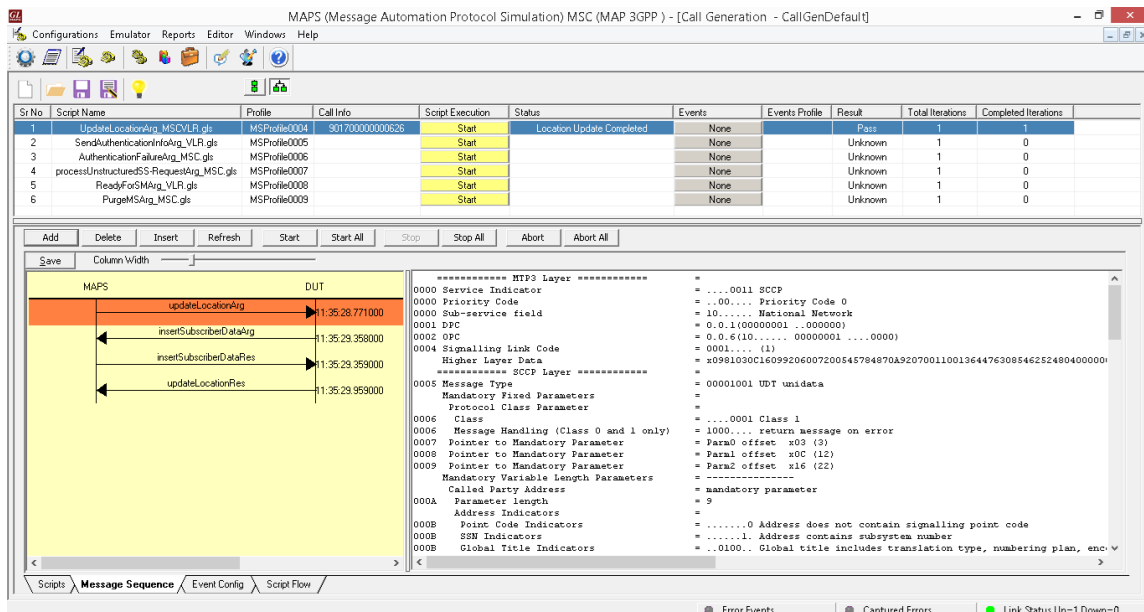 GL
MAPS (Message Automation Protocol Simulation) MSC (MAP 3GPP ) - [Call Generation - CallGenDefault]
Configurations Emulator Reports Editor Windows Help
Sr No Script Name Profile Call Info Script Execution Status Events Events Profile Result Total Iterations Completed Iterations
1 UpdateLocationArg_MSCVLR.gls MSProfile0004 901700000000626 Start Location Update Completed None Pass 1 1
2 SendAuthenticationInfoArg_VLR.gls MSProfile0005 Start None Unknown 1 0
3 AuthenticationFailureArg_MSC.gls MSProfile0006 Start None Unknown 1 0
4 processUnstructuredSS-RequestArg_MSC.gls MSProfile0007 Start None Unknown 1 0
5 ReadyForSMArg_VLR.gls MSProfile0008 Start None Unknown 1 0
6 PurgeMSArg_MSC.gls MSProfile0009 Start None Unknown 1 0
Add Delete Insert Refresh Start Start All Stop Stop All Abort Abort All
Save Column Width
MAPS DUT
updateLocationArg
11:35:28.771000
insertSubscriberDataArg
11:35:29.358000
insertSubscriberDataRes
11:35:29.359000
updateLocationRes
11:35:29.959000
============ MTP3 Layer ============ =
0000 Service Indicator = ....0011 SCCP
0000 Priority Code = ..00.... Priority Code 0
0000 Sub-service field = 10...... National Network
0001 DPC = 0.0.1(00000001 ..000000)
0002 OPC = 0.0.6(10...... 00000001 ....0000)
0004 Signalling Link Code = 0001.... (1)
Higher Layer Data = x0981030C16099206007200545784870A920700110013644763085462524804000000
============ SCCP Layer ============ =
0005 Message Type = 00001001 UDT unidata
Mandatory Fixed Parameters =
Protocol Class Parameter =
0006 Class = ....0001 Class 1
0006 Message Handling (Class 0 and 1 only) = 1000.... return message on error
0007 Pointer to Mandatory Parameter = Parm0 offset x03 (3)
0008 Pointer to Mandatory Parameter = Parm1 offset x0C (12)
0009 Pointer to Mandatory Parameter = Parm2 offset x16 (22)
Mandatory Variable Length Parameters = ---------------
Called Party Address = mandatory parameter
000A Parameter length = 9
Address Indicators =
000B Point Code Indicators = .......0 Address does not contain signalling point code
000B SSN Indicators = ......1. Address contains subsystem number
000B Global Title Indicators = ..0100.. Global title includes translation type, numbering plan, enc
Scripts Message Sequence Event Config Script Flow
Error Events Captured Errors Link Status Up=1 Down=0